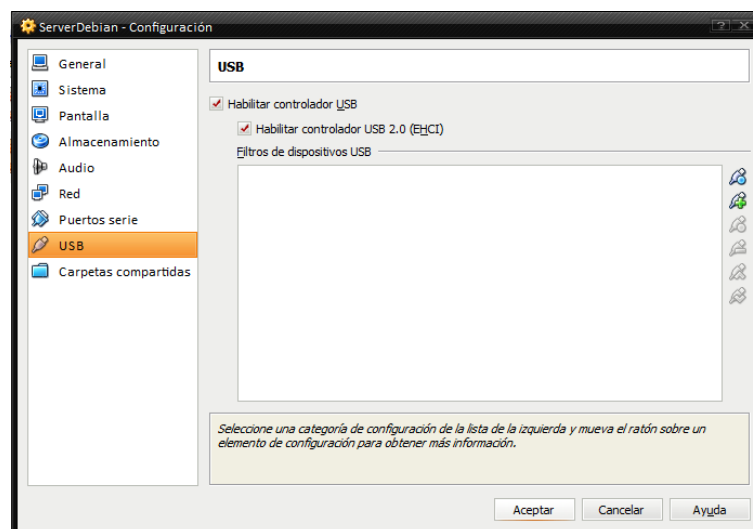 ServerDebian - Configuración
General
Sistema
Pantalla
Almacenamiento
Audio
Red
Puertos serie
USB
Carpetas compartidas
USB
Habilitar controlador USB
Habilitar controlador USB 2.0 (EHCI)
Filtros de dispositivos USB
Seleccione una categoría de configuración de la lista de la izquierda y mueva el ratón sobre un
elemento de configuración para obtener más información.
Aceptar
Cancelar
Ayuda